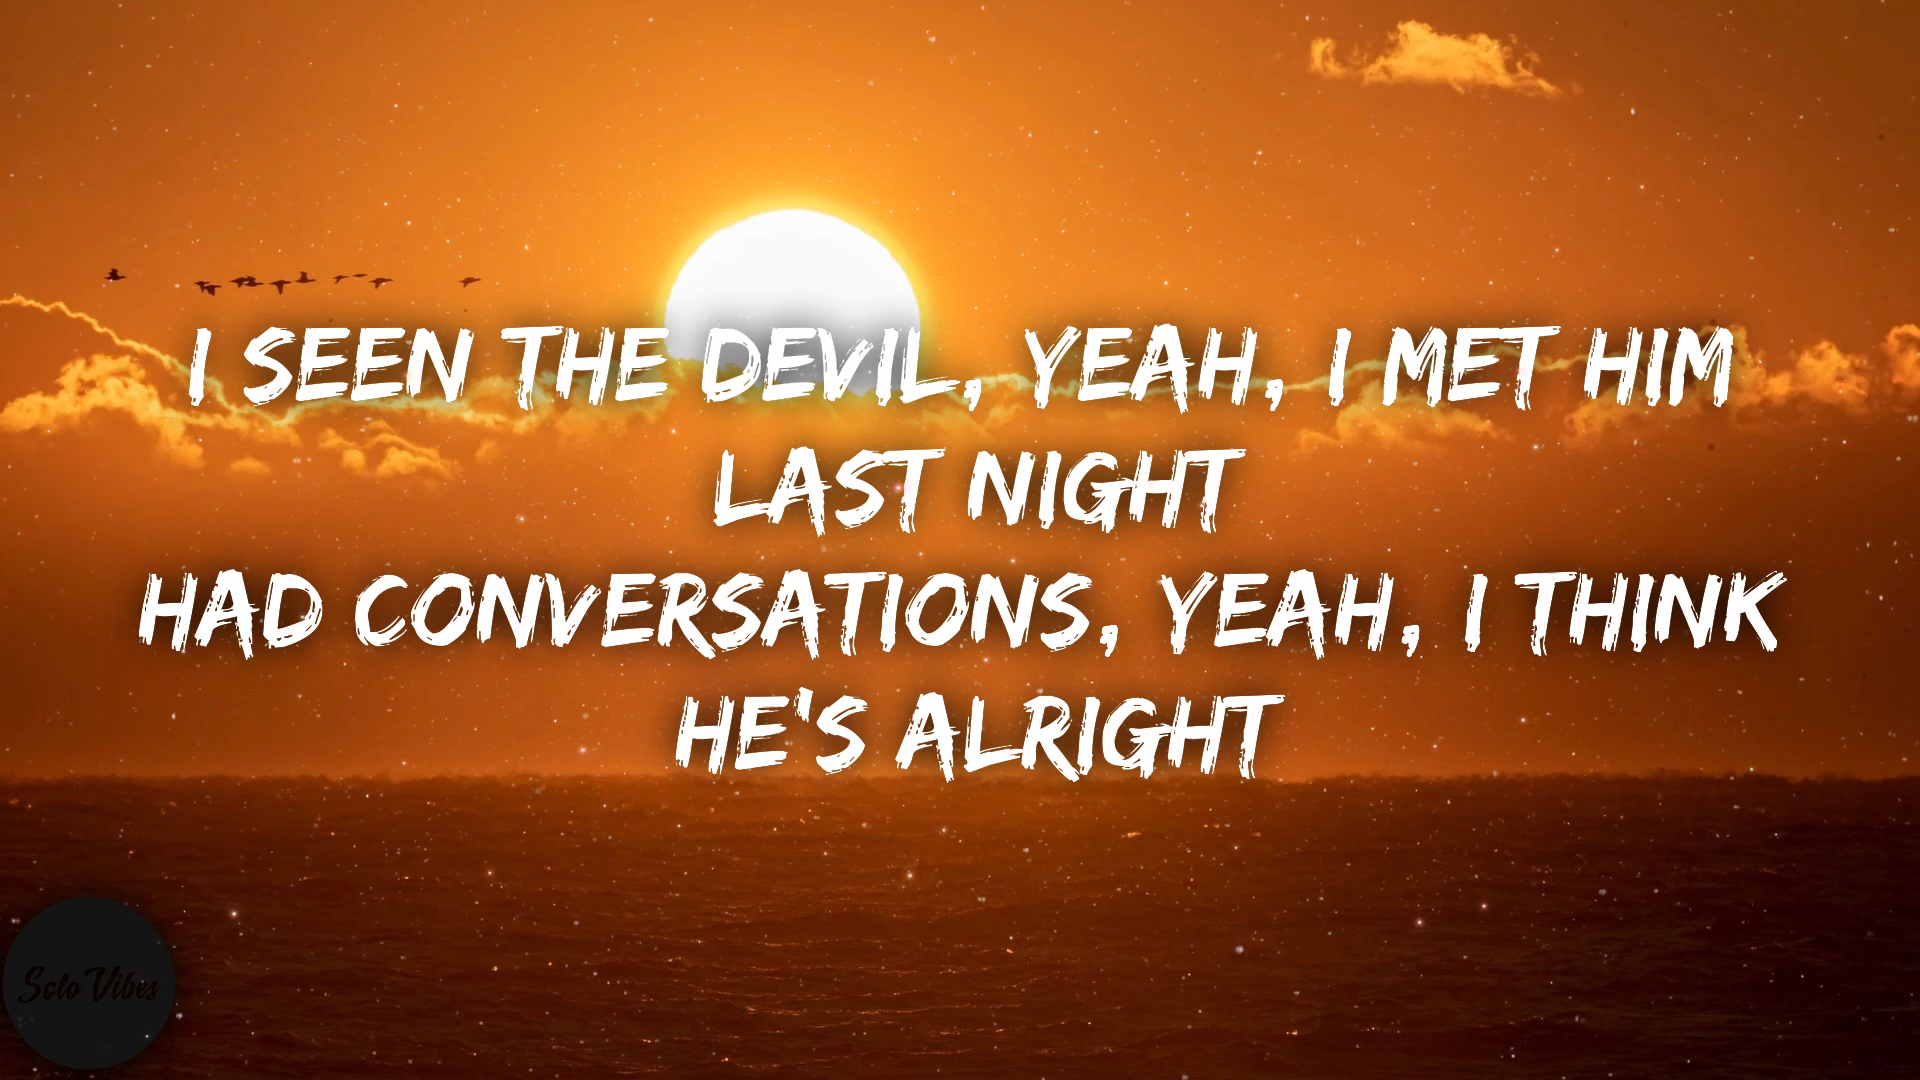 I SEEN THE DEVIL, YEAH, I MET HIM
LAST NIGHT
HAD CONVERSATIONS, YEAH, I THINK
HE'S ALRIGHT
Solo Vibes